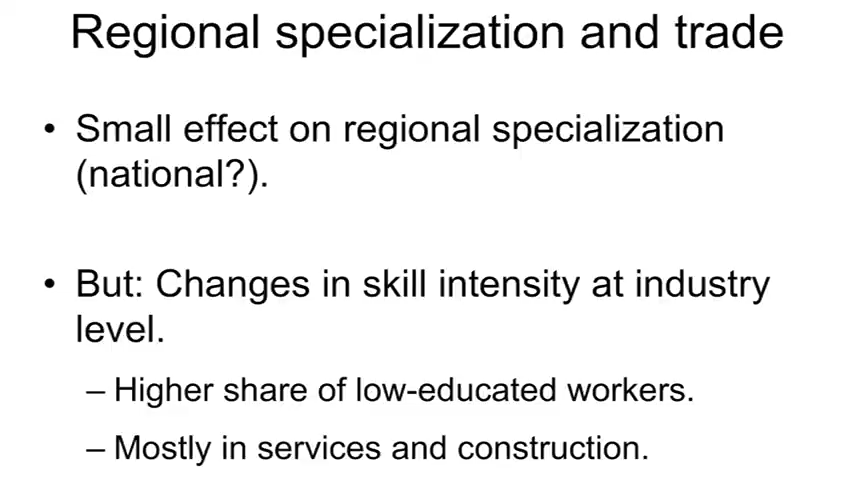 Regional specialization and trade
• Small effect on regional specialization
(national?).
• But: Changes in skill intensity at industry
level.
– Higher share of low-educated workers.
– Mostly in services and construction.